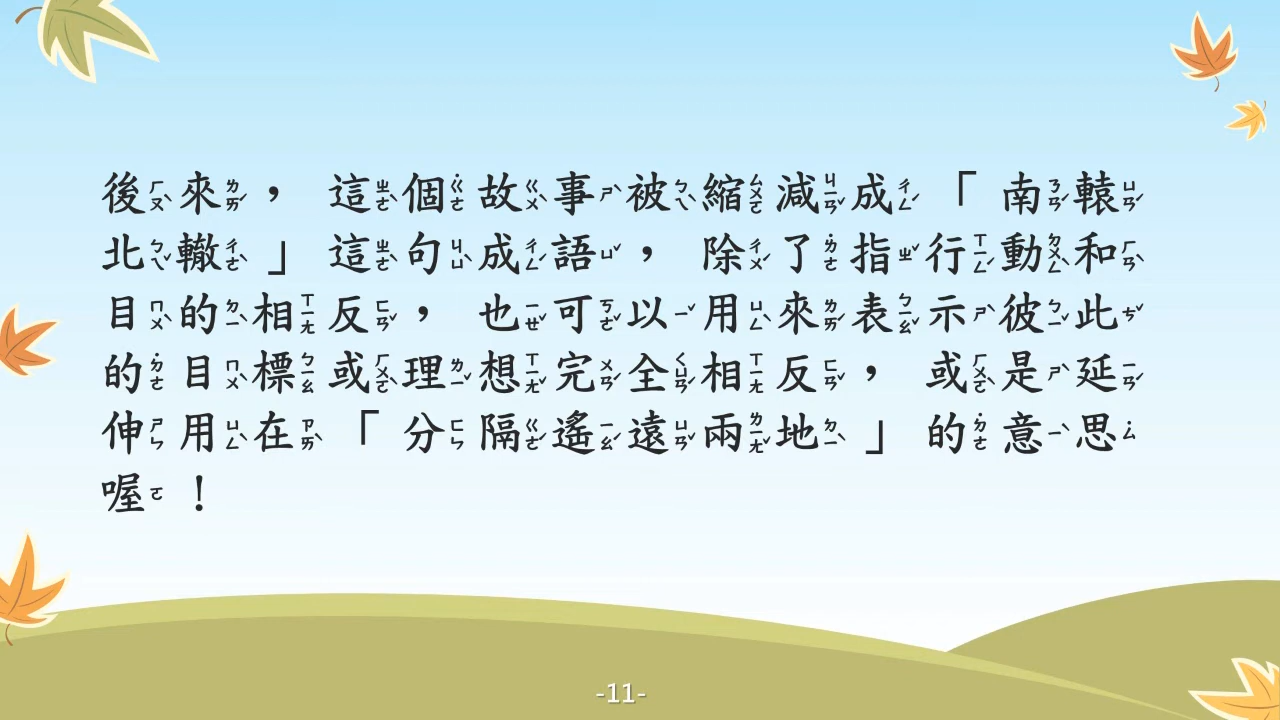 後來，這個故事被縮減成「南轅
北轍」這句成語，除了指行動和
目的相反，也可以用來表示彼此
的目標或理想完全相反，或是延
伸用在「分隔遙遠兩地」的意思
喔！
-11-